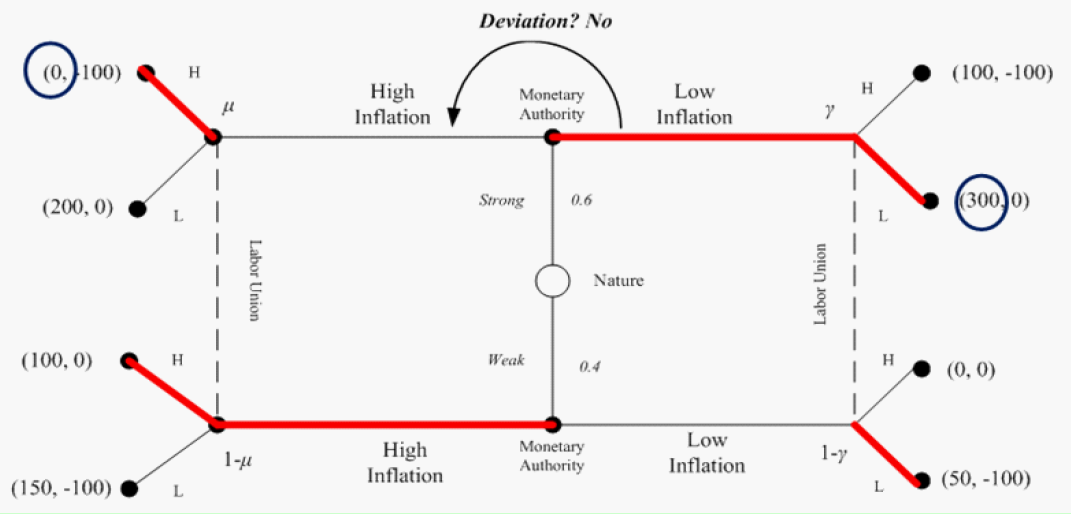 Deviation? No
(0, -100)
H
High
Inflation
Monetary
Authority
Low
Inflation
H
(100, -100)
μ
γ
(200, 0)
L
Strong
0.6
L
(300, 0)
Labor Union
Nature
Labor Union
(100, 0)
H
Weak
0.4
H
(0, 0)
1-μ
High
Inflation
Monetary
Authority
Low
Inflation
1-γ
(150, -100)
L
L
(50, -100)